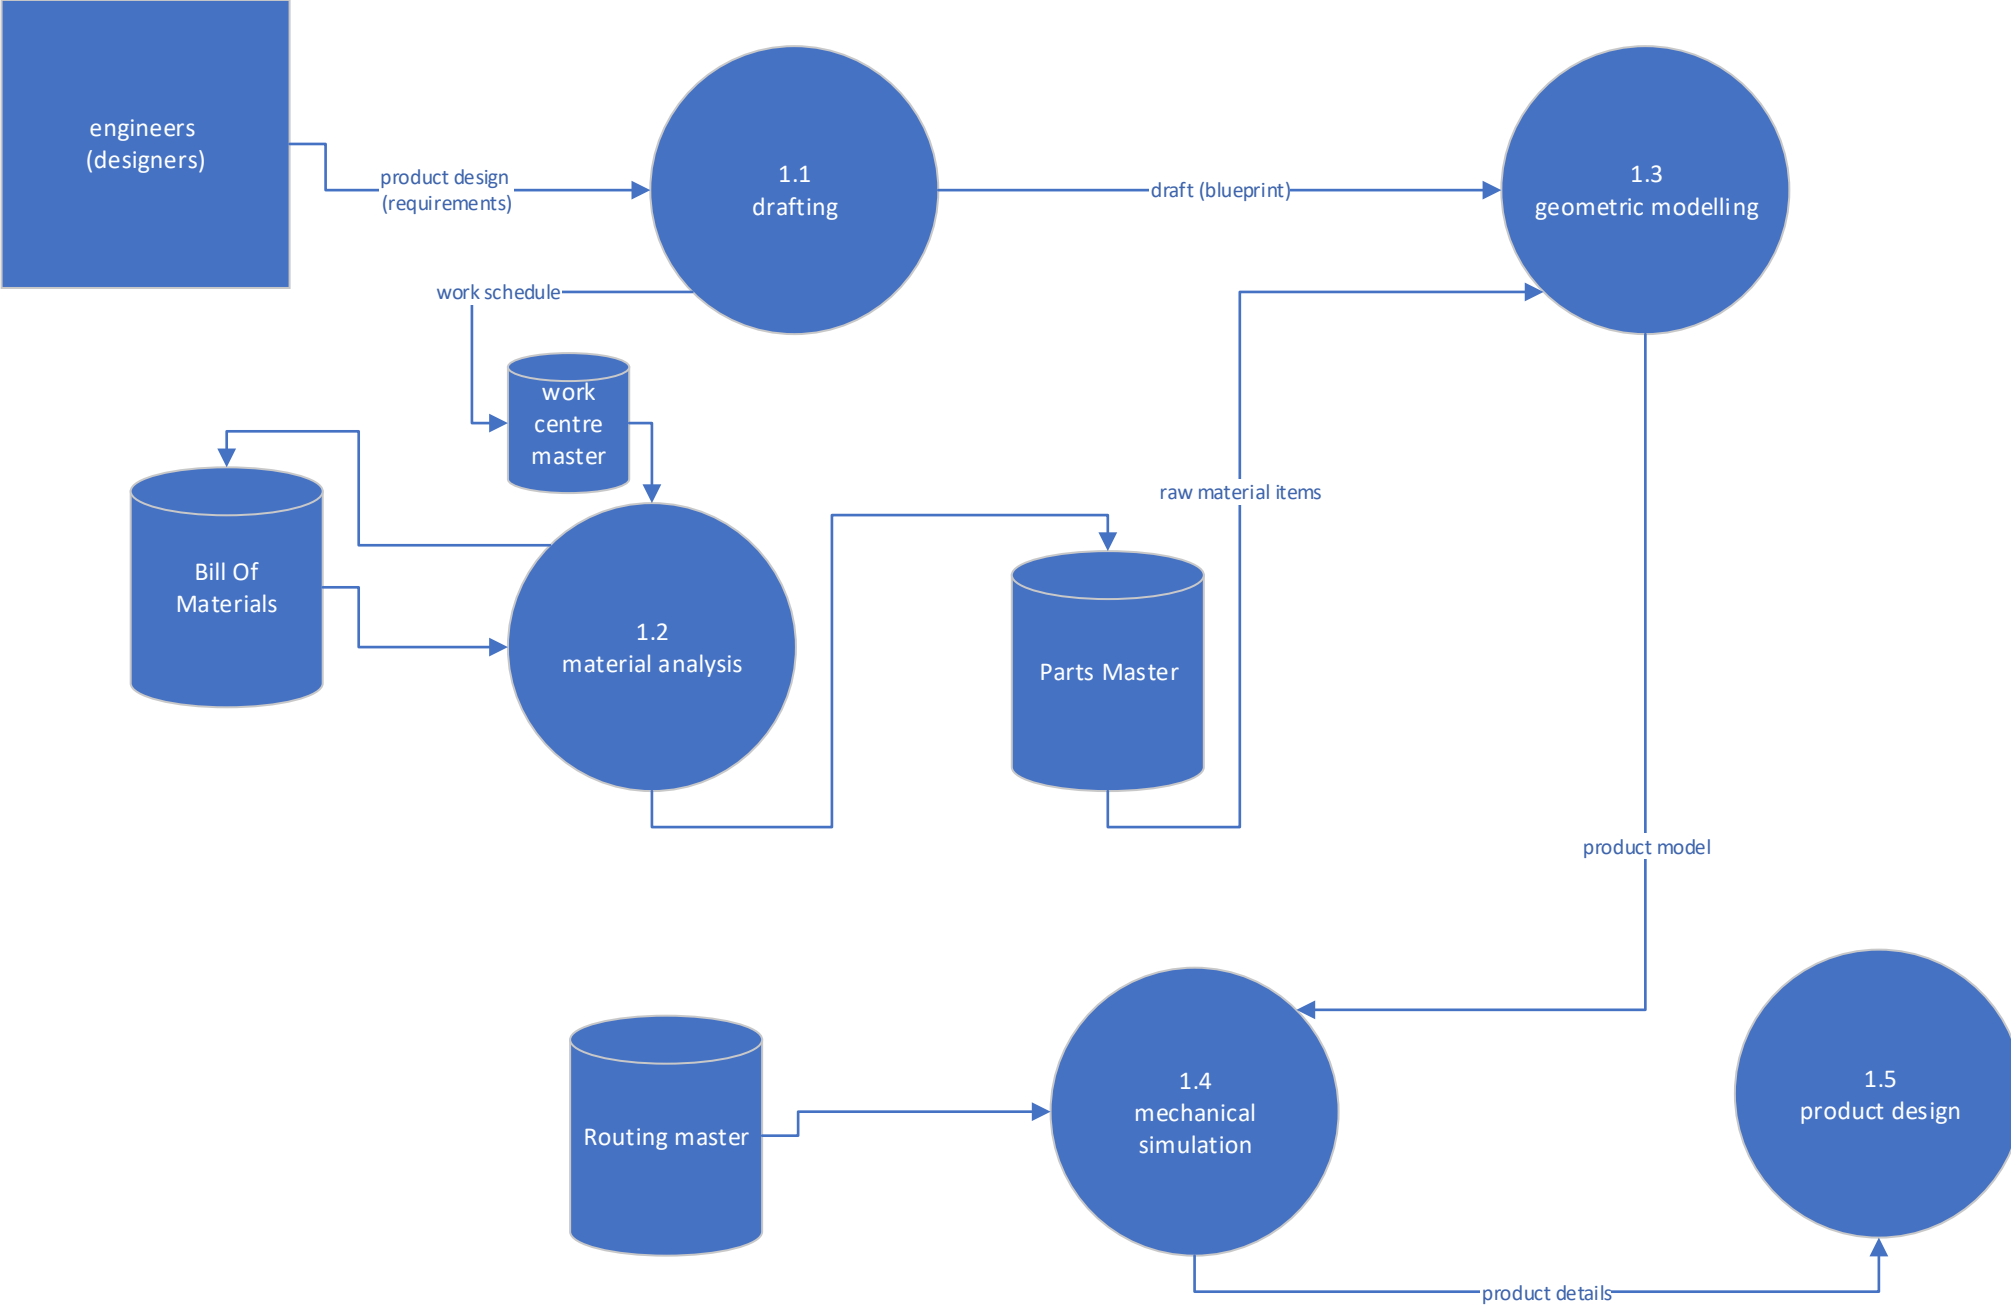 engineers
(designers)
product design
(requirements)
1.1
drafting
draft (blueprint)
1.3
geometric modelling
work schedule
work
centre
master
raw material items
Bill Of
Materials
1.2
material analysis
Parts Master
product model
Routing master
1.4
mechanical
simulation
1.5
product design
product details